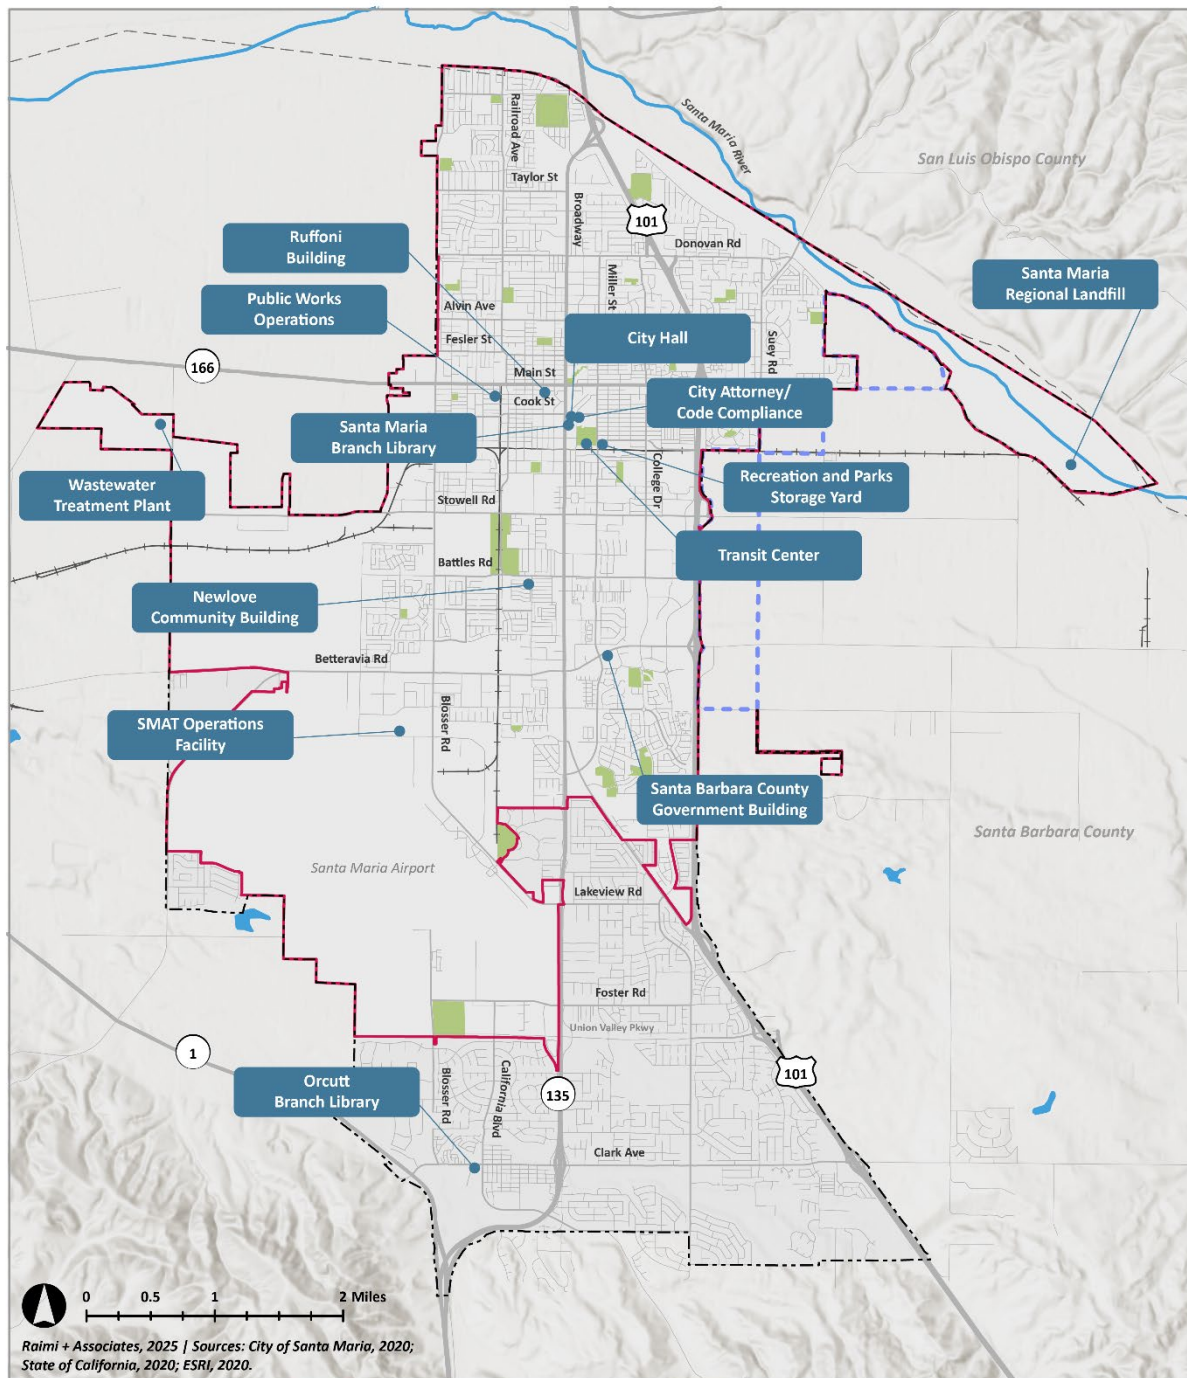 Railroad Ave
Santa Maria River
San Luis Obispo County
Taylor St
Broadway
101
Donovan Rd
Ruffoni
Building
Miller St
Santa Maria
Regional Landfill
Public Works
Operations
Alvin Ave
Fesler St
City Hall
Suey Rd
166
Main St
Cook St
City Attorney/
Code Compliance
Santa Maria
Branch Library
College Dr
Recreation and Parks
Storage Yard
Wastewater
Treatment Plant
Stowell Rd
Transit Center
Battles Rd
Newlove
Community Building
Betteravia Rd
Blosser Rd
SMAT Operations
Facility
Santa Barbara County
Government Building
Santa Barbara County
Santa Maria Airport
Lakeview Rd
Foster Rd
Union Valley Pkwy
1
101
Orcutt
Branch Library
Blosser Rd
California Blvd
135
Clark Ave
0 0.5 1 2 Miles
Raimi + Associates, 2025 | Sources: City of Santa Maria, 2020;
State of California, 2020; ESRI, 2020.